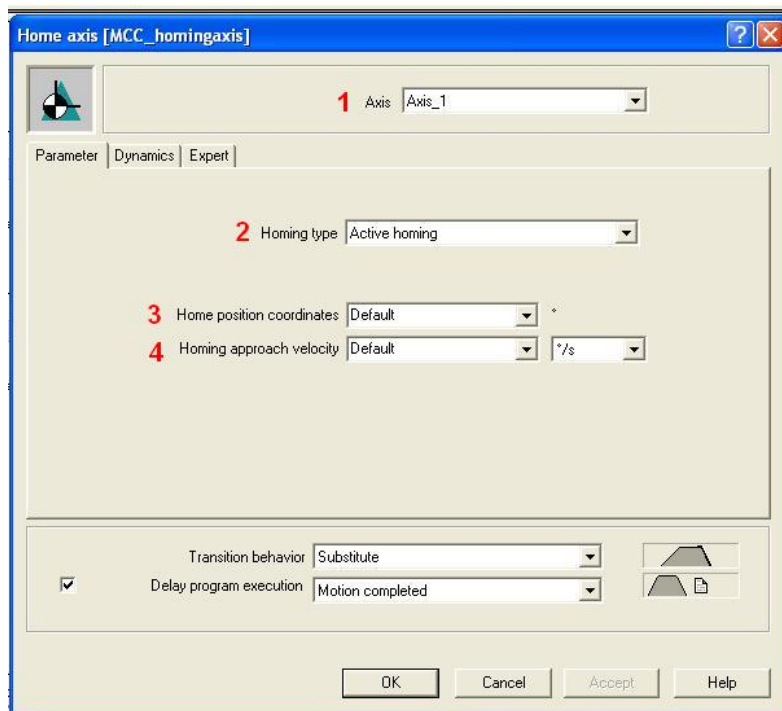 Home axis [MCC_homingaxis]
1 Axis Axis_1
Parameter Dynamics Expert
2 Homing type Active homing
3 Home position coordinates Default °
4 Homing approach velocity Default °/s
Transition behavior Substitute
Delay program execution Motion completed
OK Cancel Accept Help